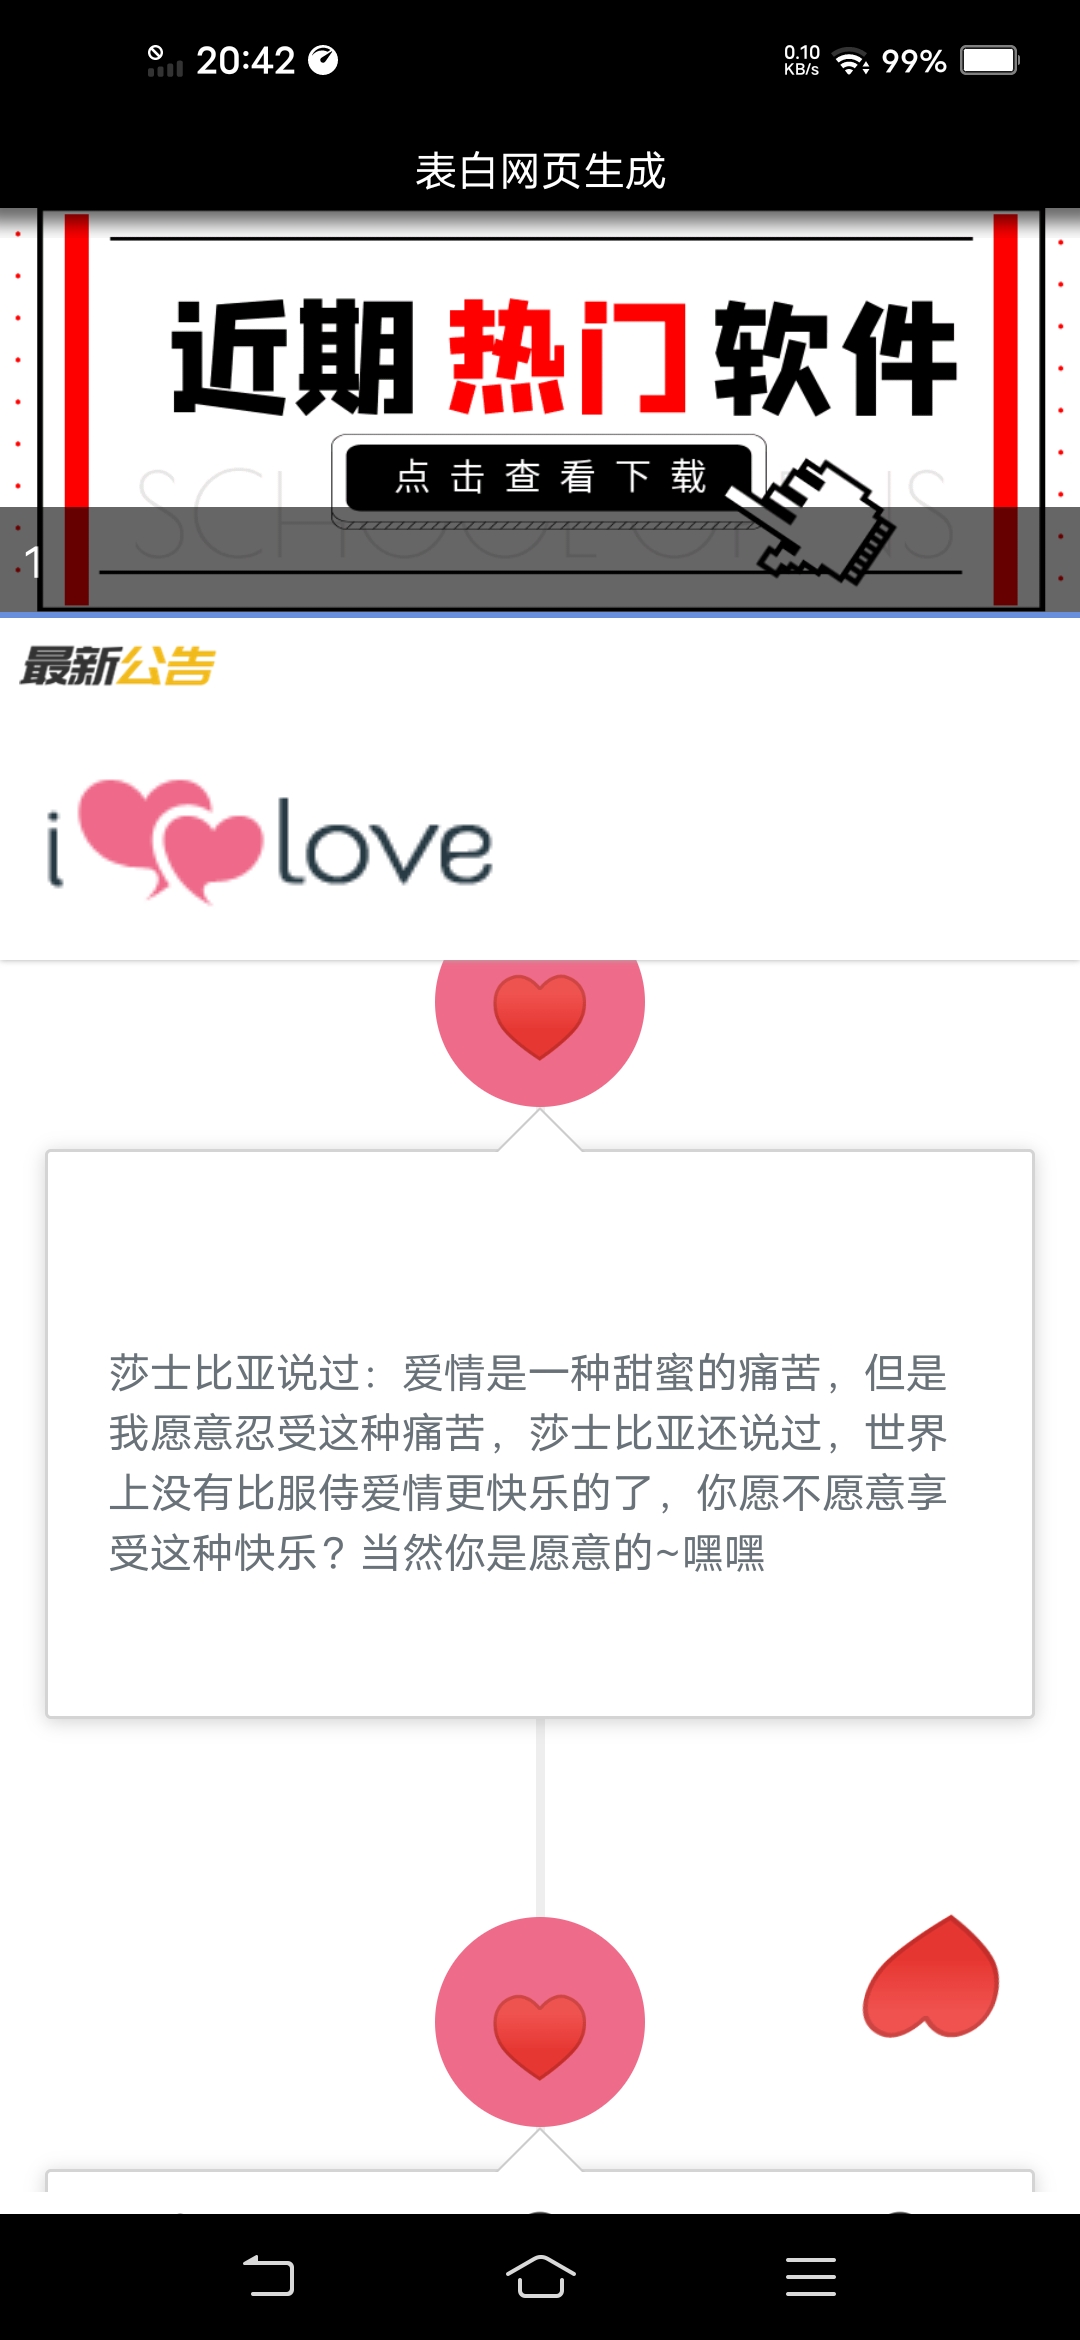 20:42
0.10
KB/s
99%
表白网页生成
近期热门软件
点击查看下载
SCHOOLOPENS
1
最新公告
i love
莎士比亚说过：爱情是一种甜蜜的痛苦，但是
我愿意忍受这种痛苦，莎士比亚还说过，世界
上没有比服侍爱情更快乐的了，你愿不愿意享
受这种快乐？当然你是愿意的~嘿嘿